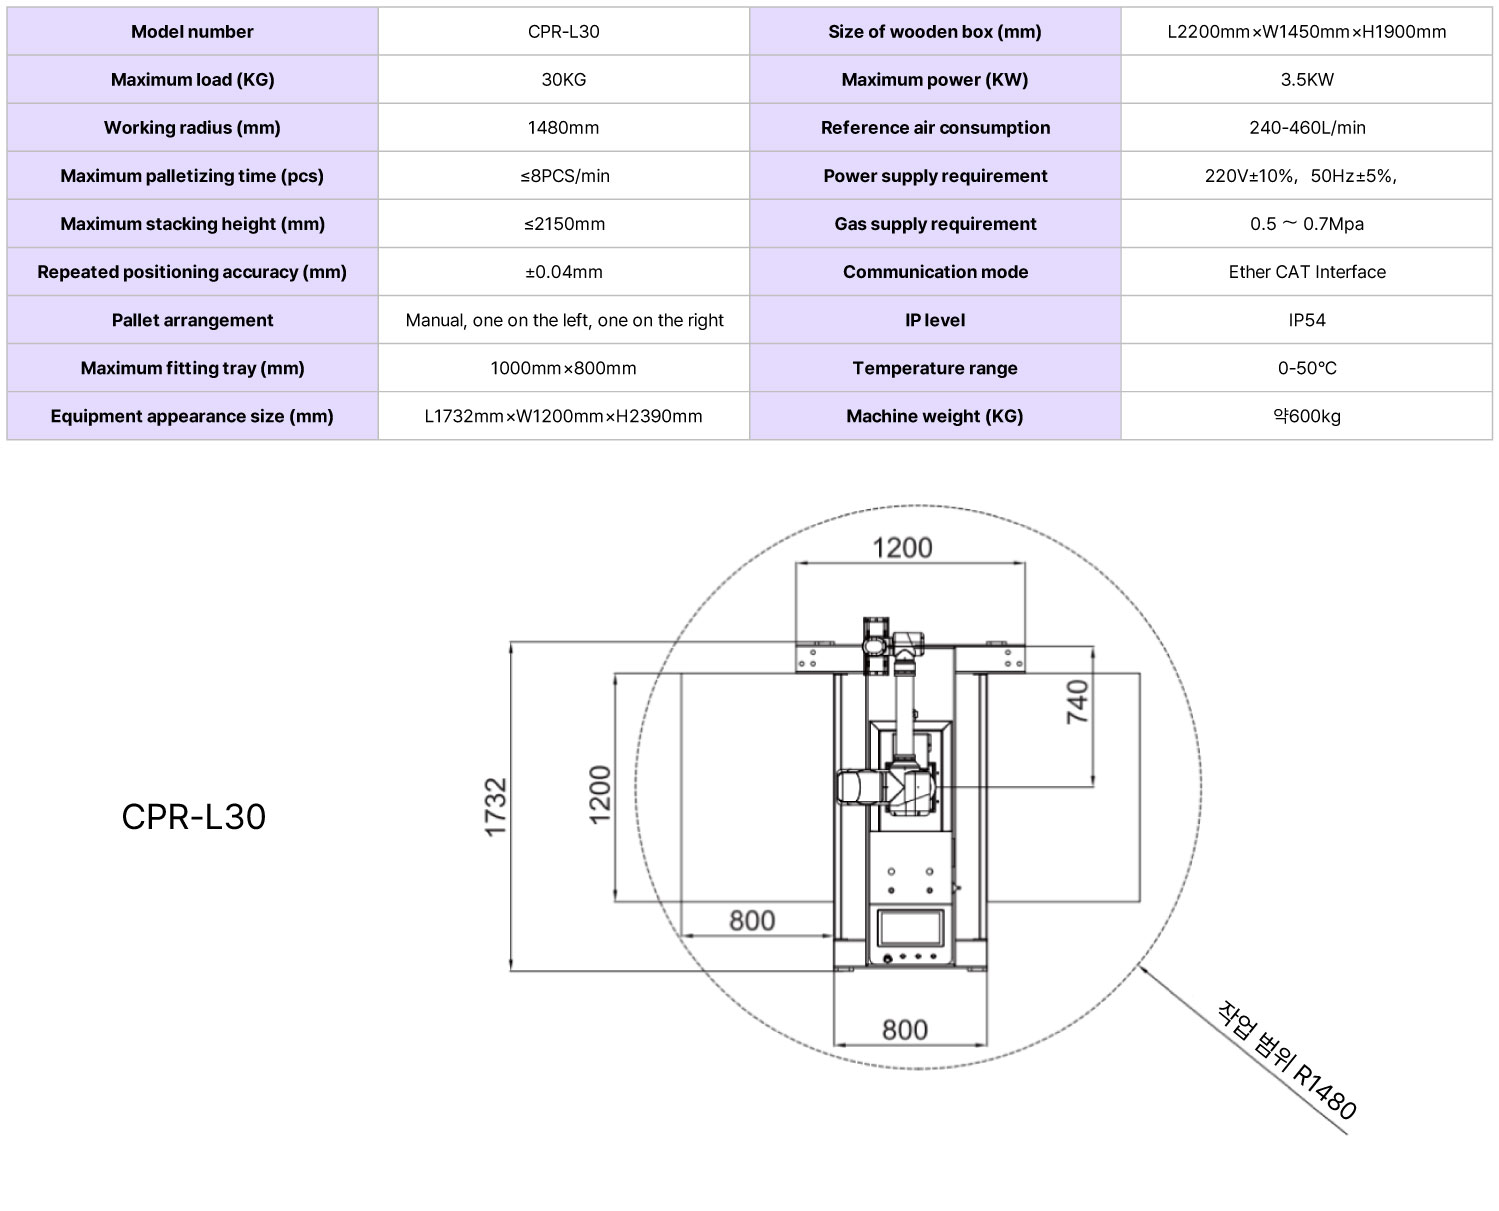 Model number CPR-L30 Size of wooden box (mm) L2200mm×W1450mm×H1900mm
Maximum load (KG) 30KG Maximum power (KW) 3.5KW
Working radius (mm) 1480mm Reference air consumption 240-460L/min
Maximum palletizing time (pcs) ≤8PCS/min Power supply requirement 220V±10%, 50Hz±5%,
Maximum stacking height (mm) ≤2150mm Gas supply requirement 0.5 ~ 0.7Mpa
Repeated positioning accuracy (mm) ±0.04mm Communication mode Ether CAT Interface
Pallet arrangement Manual, one on the left, one on the right IP level IP54
Maximum fitting tray (mm) 1000mm×800mm Temperature range 0-50°C
Equipment appearance size (mm) L1732mm×W1200mm×H2390mm Machine weight (KG) 약600kg
1200
740
1200
1732
CPR-L30
800
800
작업 범위 R1480